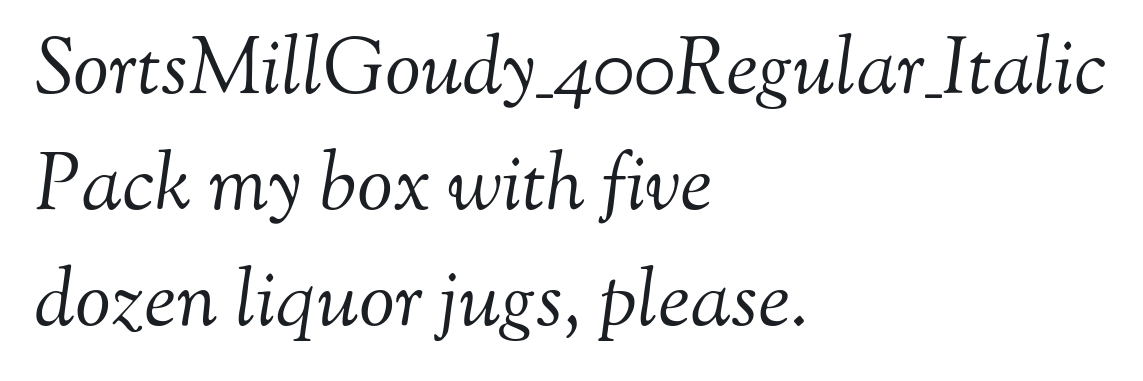 SortsMillGoudy_400Regular_Italic
Pack my box with five
dozen liquor jugs, please.